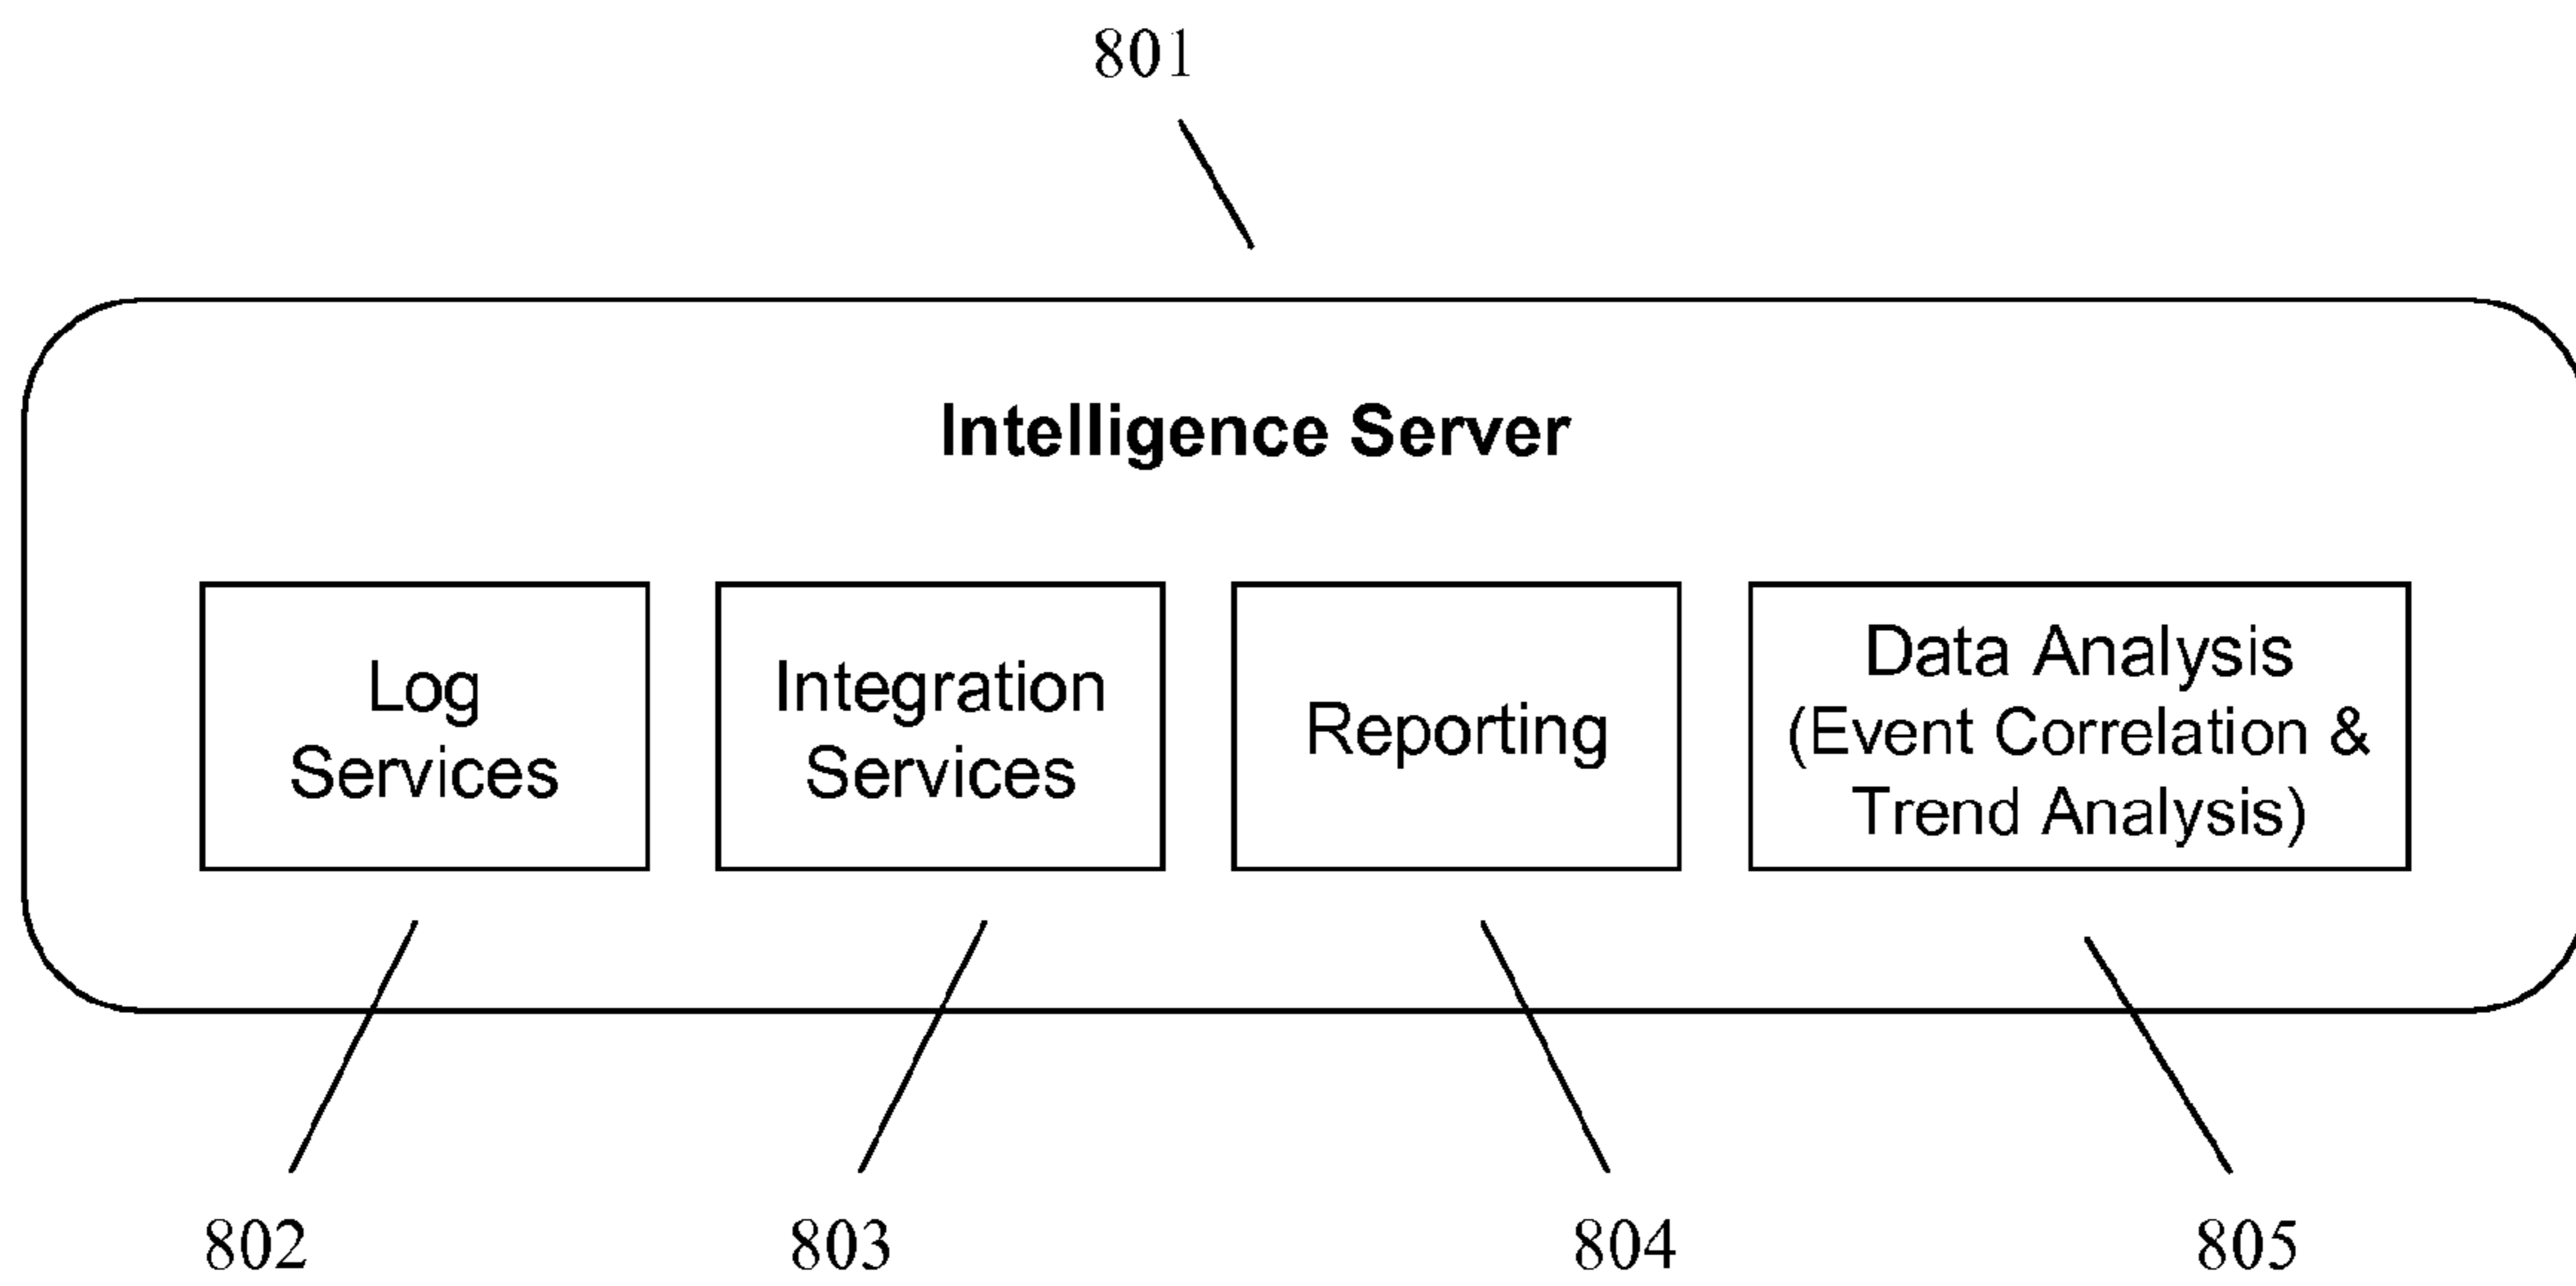 801
Intelligence Server
Log
Services
Integration
Services
Reporting
Data Analysis
(Event Correlation &
Trend Analysis)
802
803
804
805